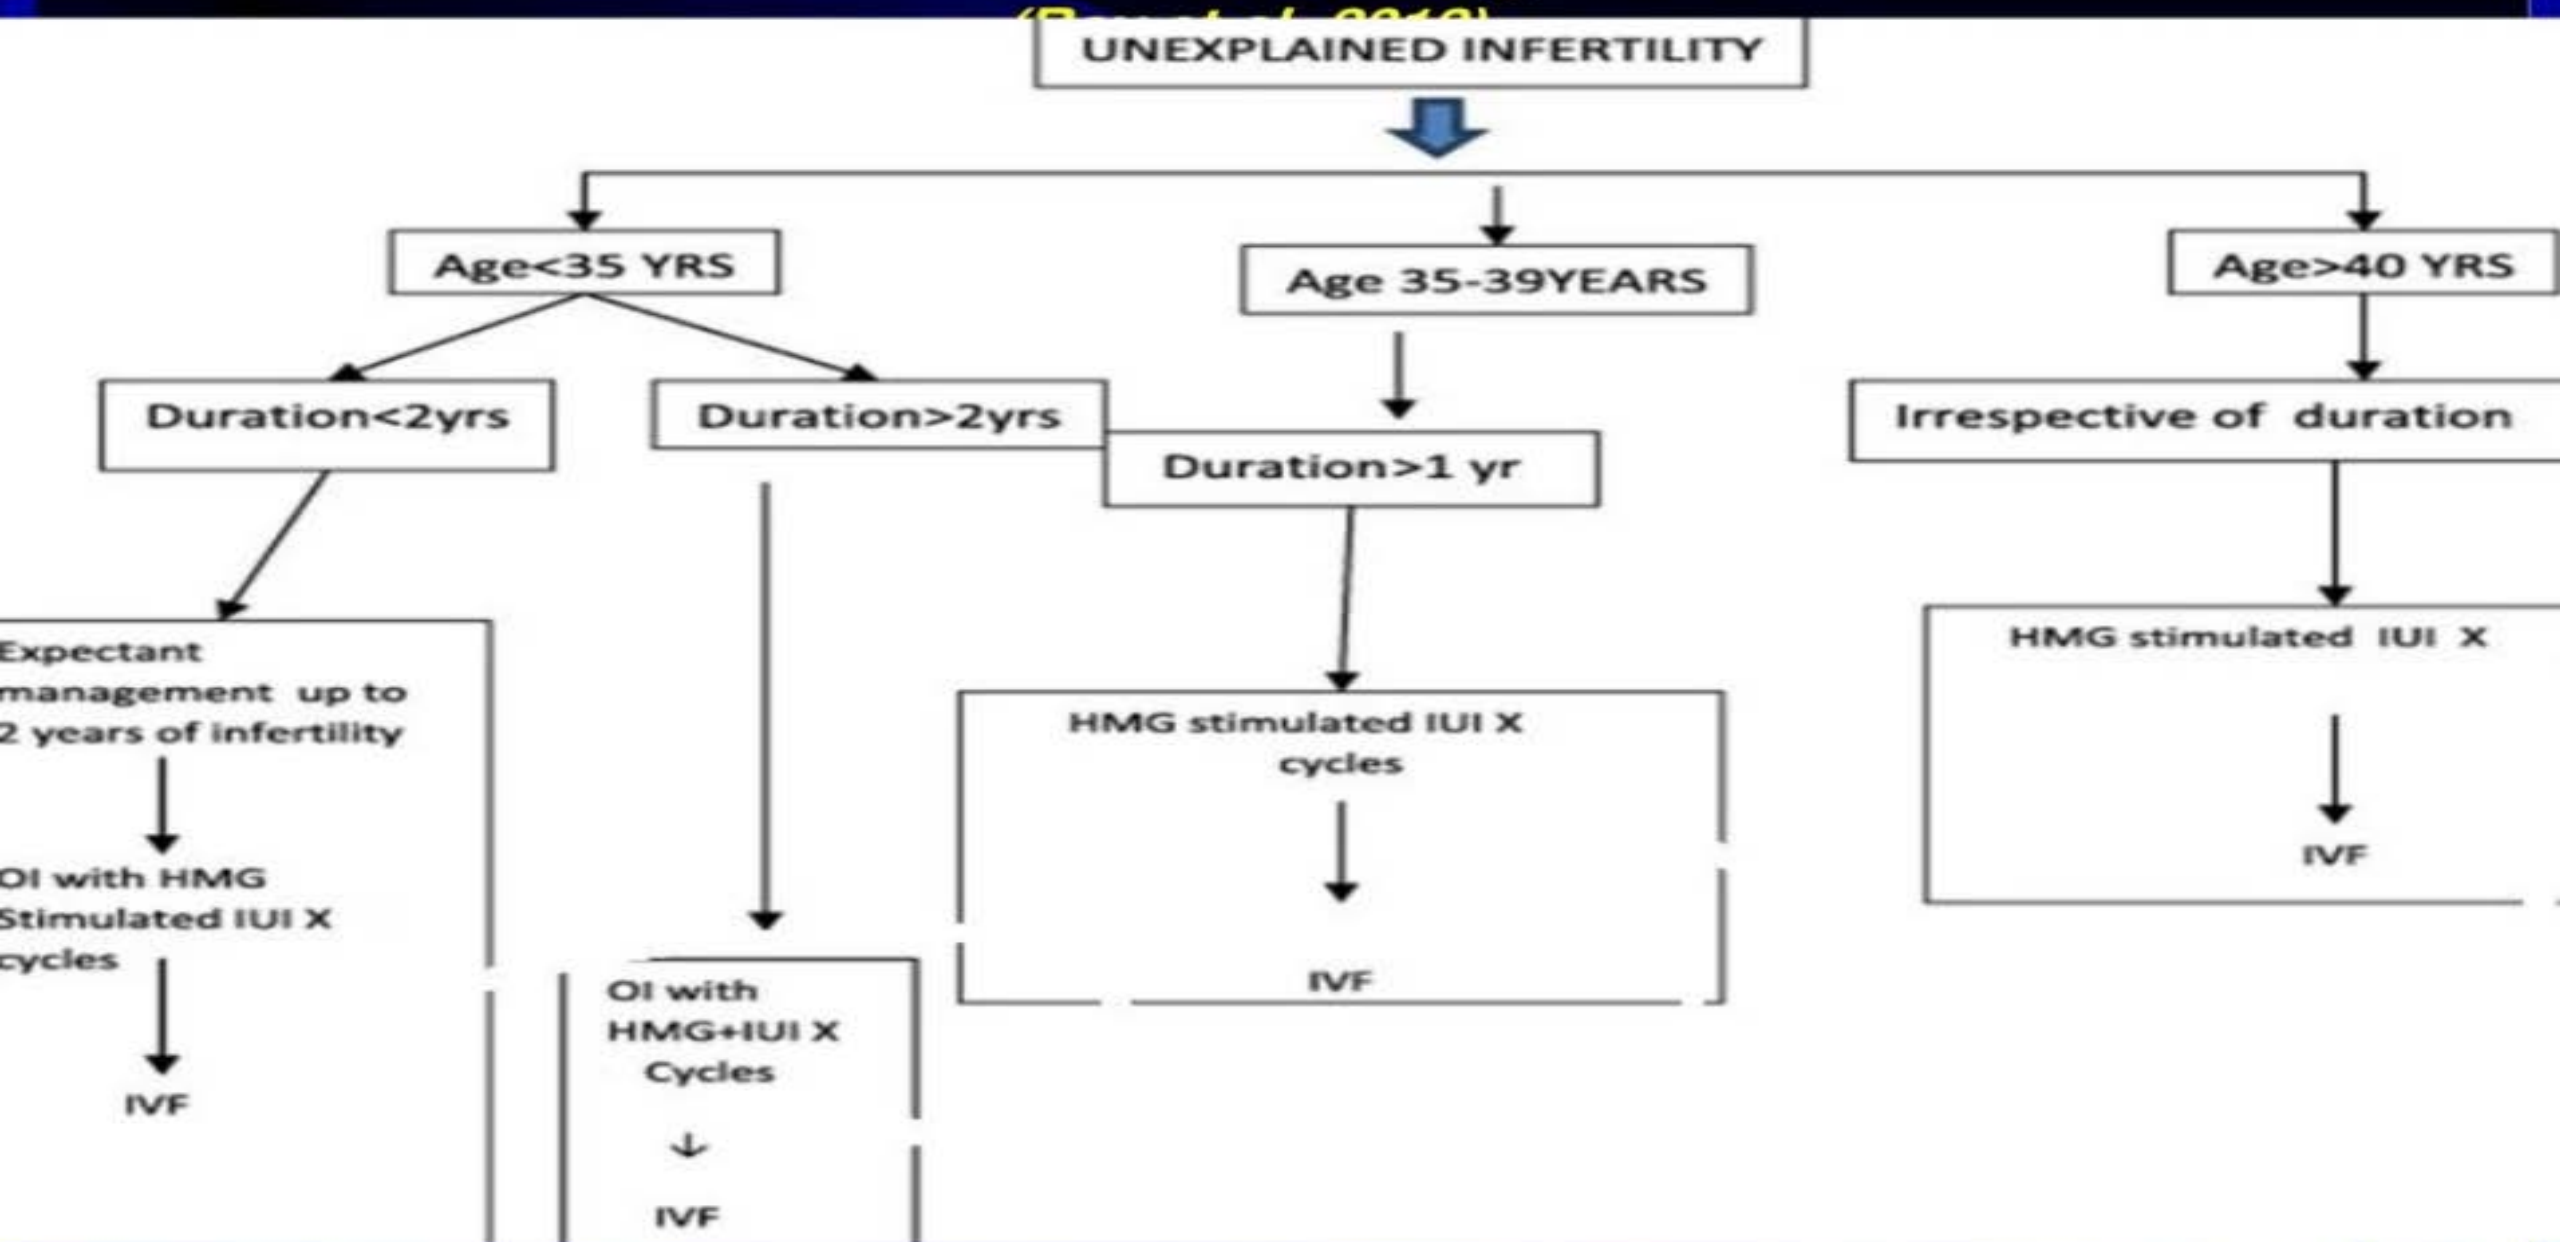 UNEXPLAINED INFERTILITY
Age<35 YRS
Age 35-39YEARS
Age>40 YRS
Duration<2yrs
Duration>2yrs
Duration>1 yr
Irrespective of duration
Expectant
management up to
2 years of infertility
OI with HMG
Stimulated IUI X
cycles
IVF
OI with
HMG+IUI X
Cycles
IVF
HMG stimulated IUI X
cycles
IVF
HMG stimulated IUI X
IVF